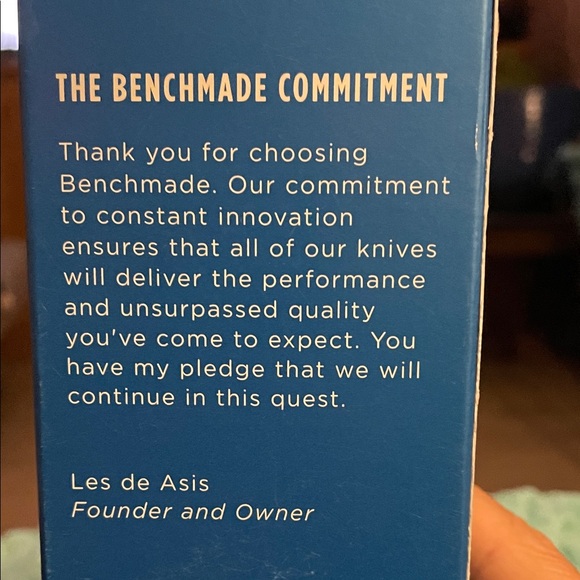 THE BENCHMADE COMMITMENT
Thank you for choosing
Benchmade. Our commitment
to constant innovation
ensures that all of our knives
will deliver the performance
and unsurpassed quality
you've come to expect. You
have my pledge that we will
continue in this quest.
Les de Asis
Founder and Owner